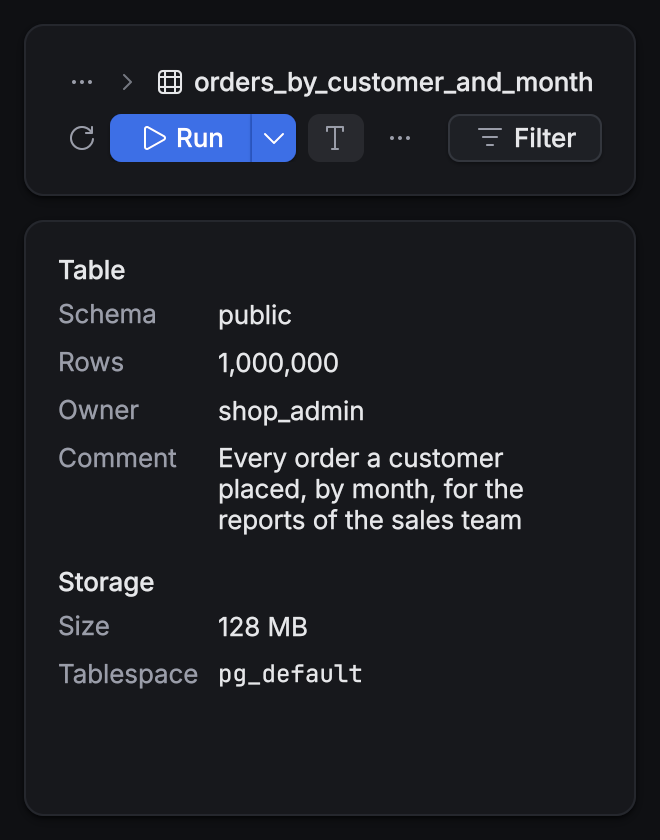 orders_by_customer_and_month
Run
Filter
Table
Schema public
Rows 1,000,000
Owner shop_admin
Comment Every order a customer
placed, by month, for the
reports of the sales team
Storage
Size 128 MB
Tablespace pg_default